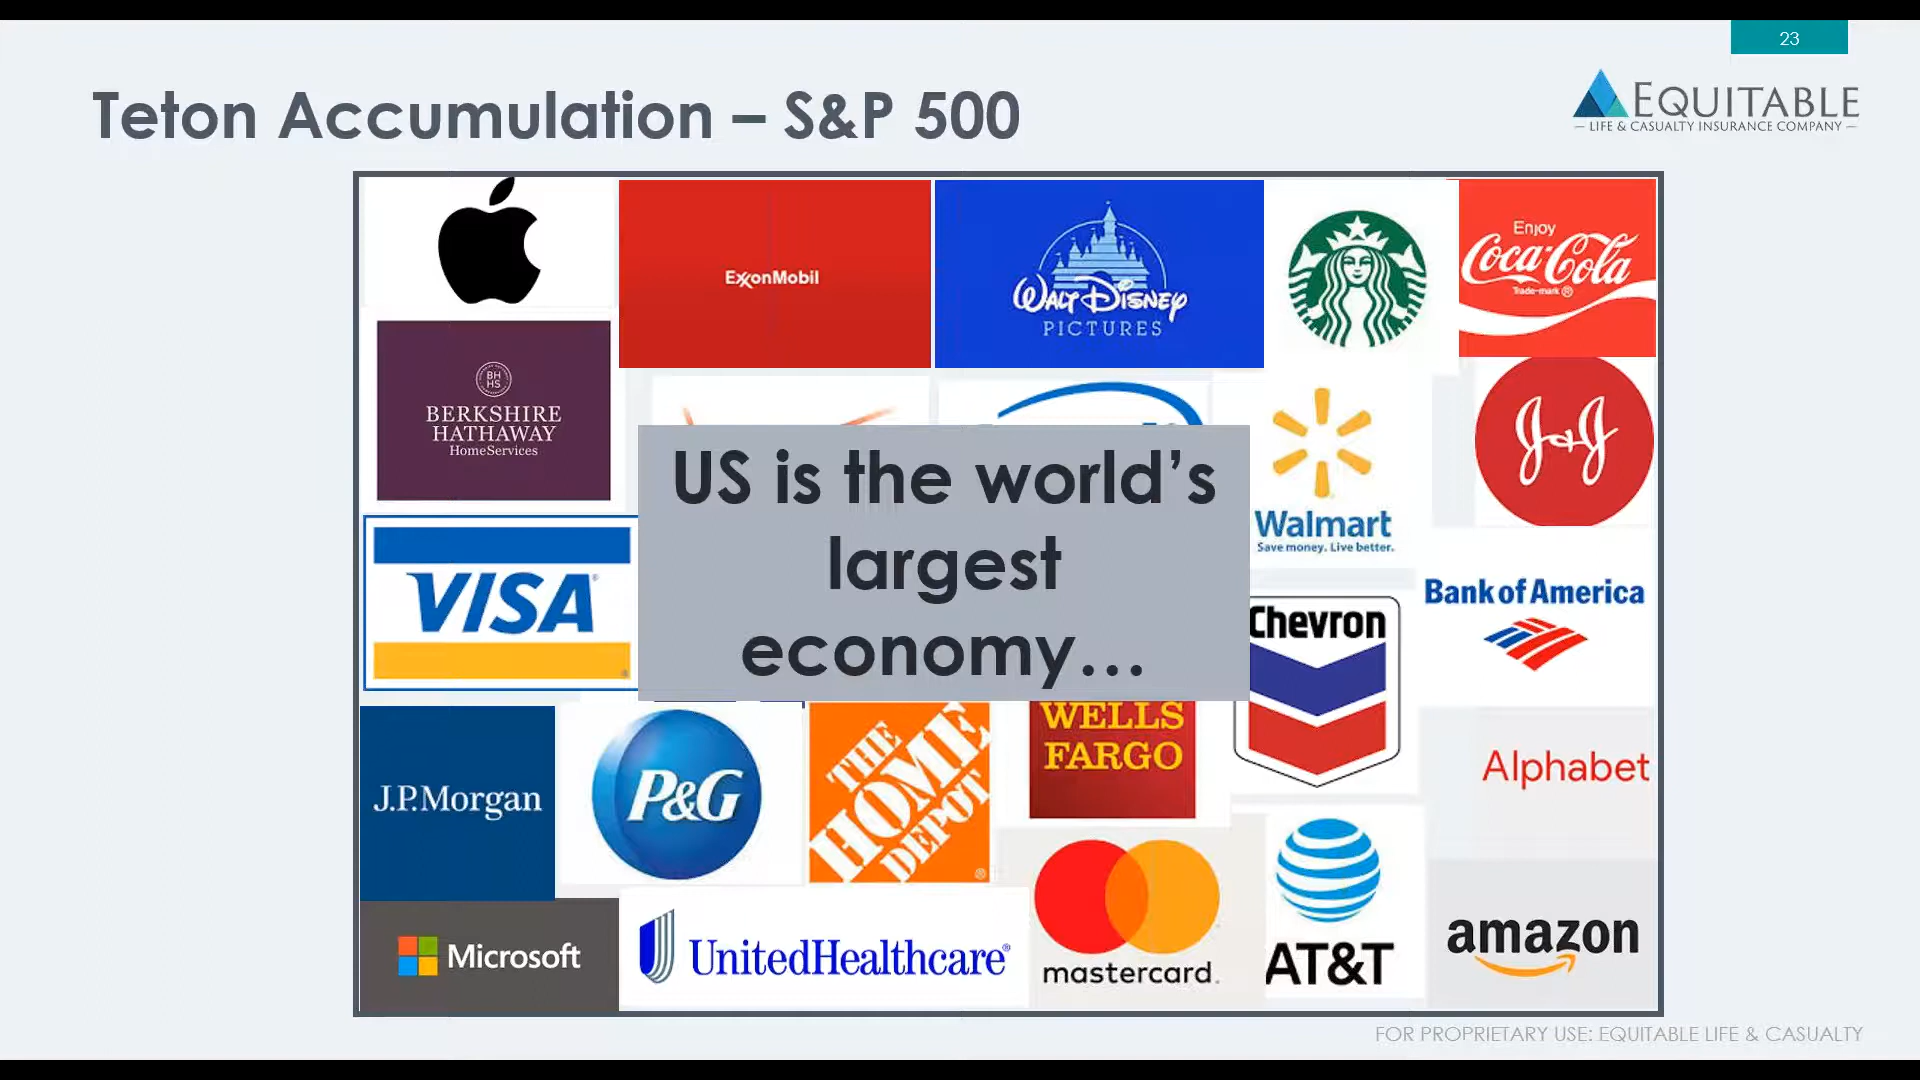 23
Teton Accumulation – S&P 500
EQUITABLE
— LIFE & CASUALTY INSURANCE COMPANY —
ExxonMobil
WALT DISNEY
PICTURES
Enjoy
Coca-Cola
Trade-mark ®
BH
HS
BERKSHIRE
HATHAWAY
HomeServices
US is the world’s
largest
economy…
Walmart
Save money. Live better.
J&J
VISA
Chevron
Bank of America
J.P.Morgan
P&G
THE
HOME
DEPOT
WELLS
FARGO
Alphabet
Microsoft
UnitedHealthcare®
mastercard.
AT&T
amazon
FOR PROPRIETARY USE: EQUITABLE LIFE & CASUALTY